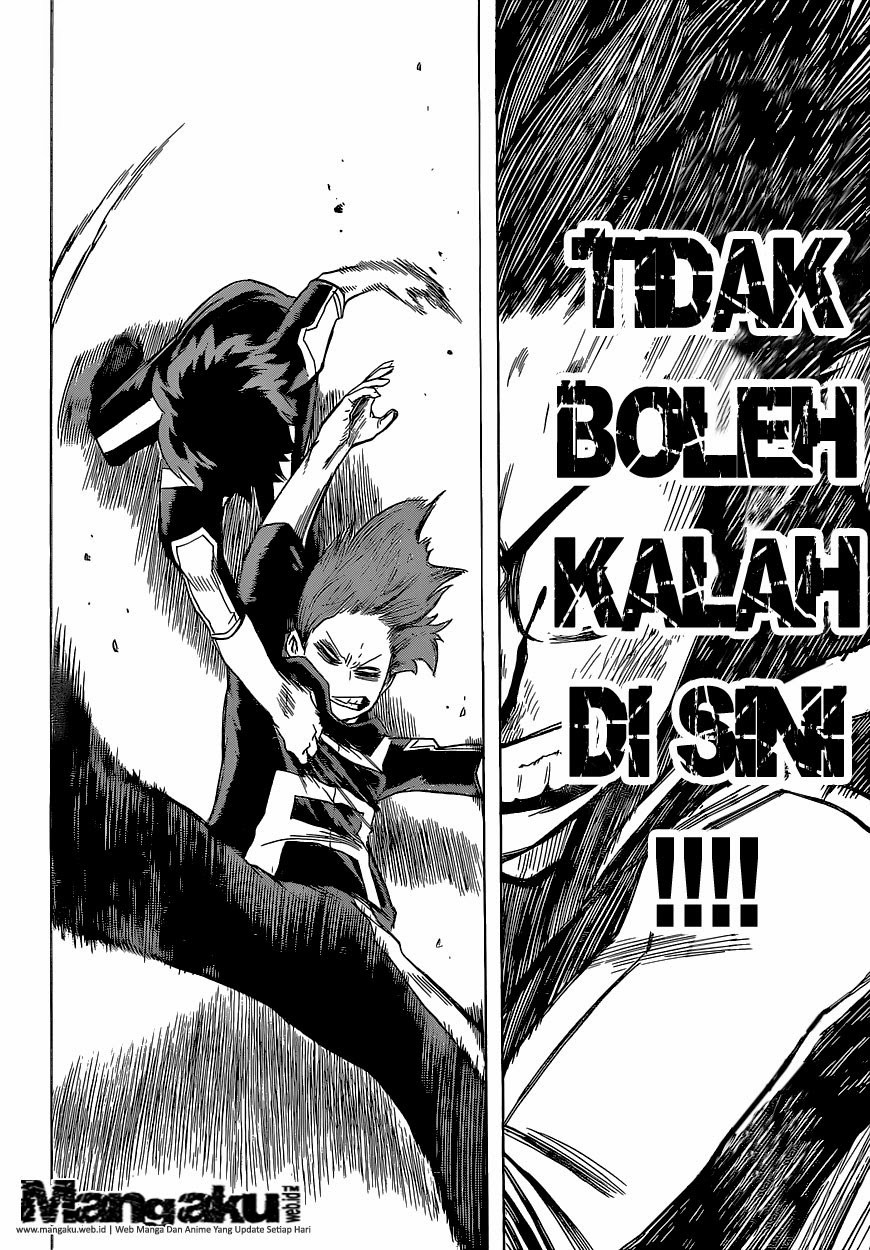 TIDAK
BOLEH
KALAH
DI SINI
!!!!
Mangaku
www.mangaku.web.id | Web Manga Dan Anime Yang Update Setiap Hari